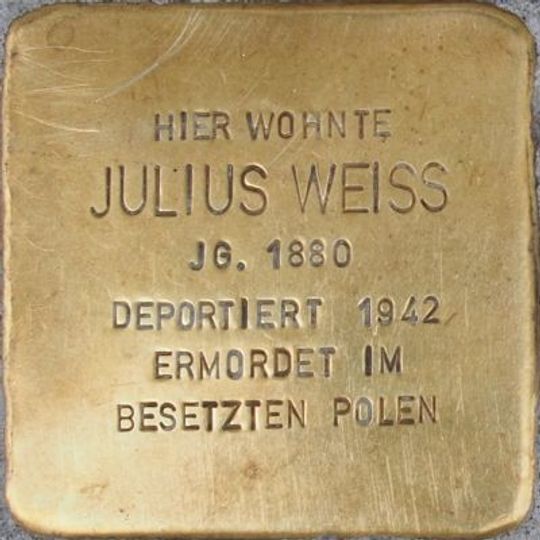 HIER WOHNTE
JULIUS WEISS
JG. 1880
DEPORTIERT 1942
ERMORDET IM
BESETZTEN POLEN